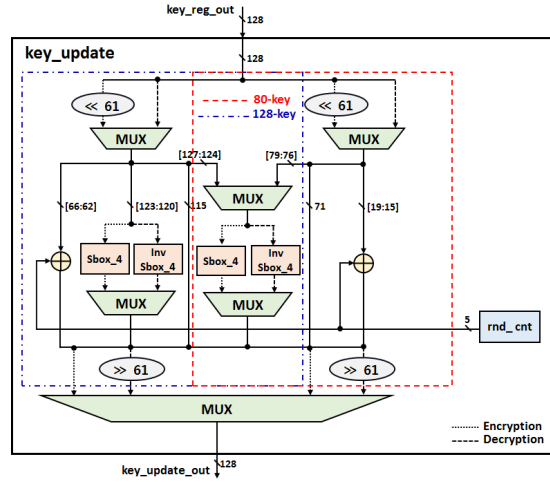 key_reg_out
128
key_update
128
<< 61
<< 61
80-key
128-key
MUX
MUX
[127:124]
[79:76]
MUX
[66:62]
[123:120]
115
71
[19:15]
Sbox_4
Inv
Sbox_4
Sbox_4
Inv
Sbox_4
MUX
MUX
5
rnd_cnt
>> 61
>> 61
MUX
Encryption
Decryption
128
key_update_out